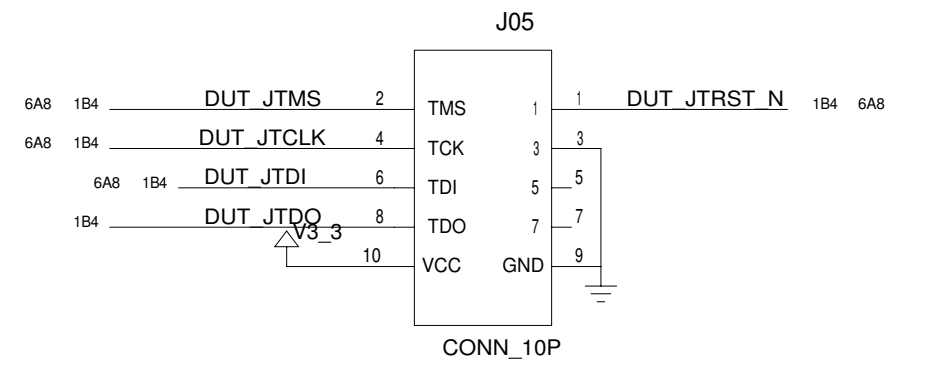 J05
6A8 1B4 DUT_JTMS 2 TMS 1 1 DUT_JTRST_N 1B4 6A8
6A8 1B4 DUT_JTCLK 4 TCK 3 3
6A8 1B4 DUT_JTDI 6 TDI 5 5
1B4 DUT_JTDO 8 TDO 7 7
V3_3
10 VCC GND 9
CONN_10P